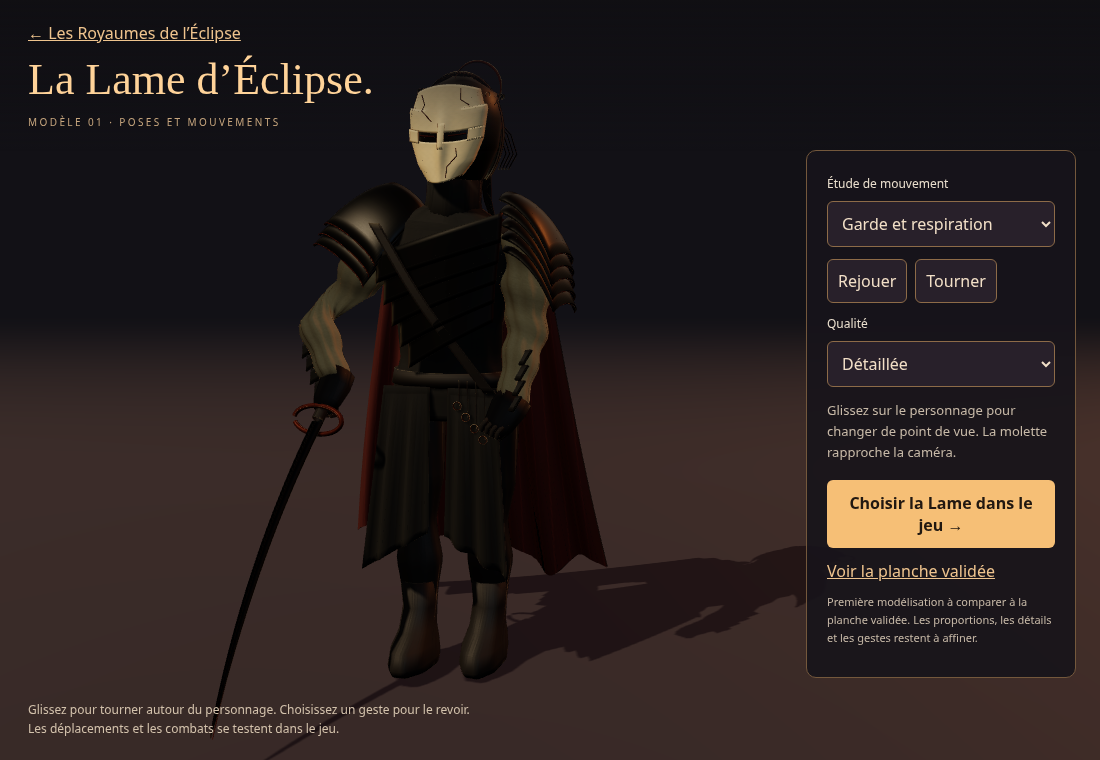 ← Les Royaumes de l’Éclipse
La Lame d’Éclipse.
MODÈLE 01 · POSES ET MOUVEMENTS
Étude de mouvement
Garde et respiration
Rejouer
Tourner
Qualité
Détaillée
Glissez sur le personnage pour
changer de point de vue. La molette
rapproche la caméra.
Choisir la Lame dans le
jeu →
Voir la planche validée
Première modélisation à comparer à la
planche validée. Les proportions, les détails
et les gestes restent à affiner.
Glissez pour tourner autour du personnage. Choisissez un geste pour le revoir.
Les déplacements et les combats se testent dans le jeu.